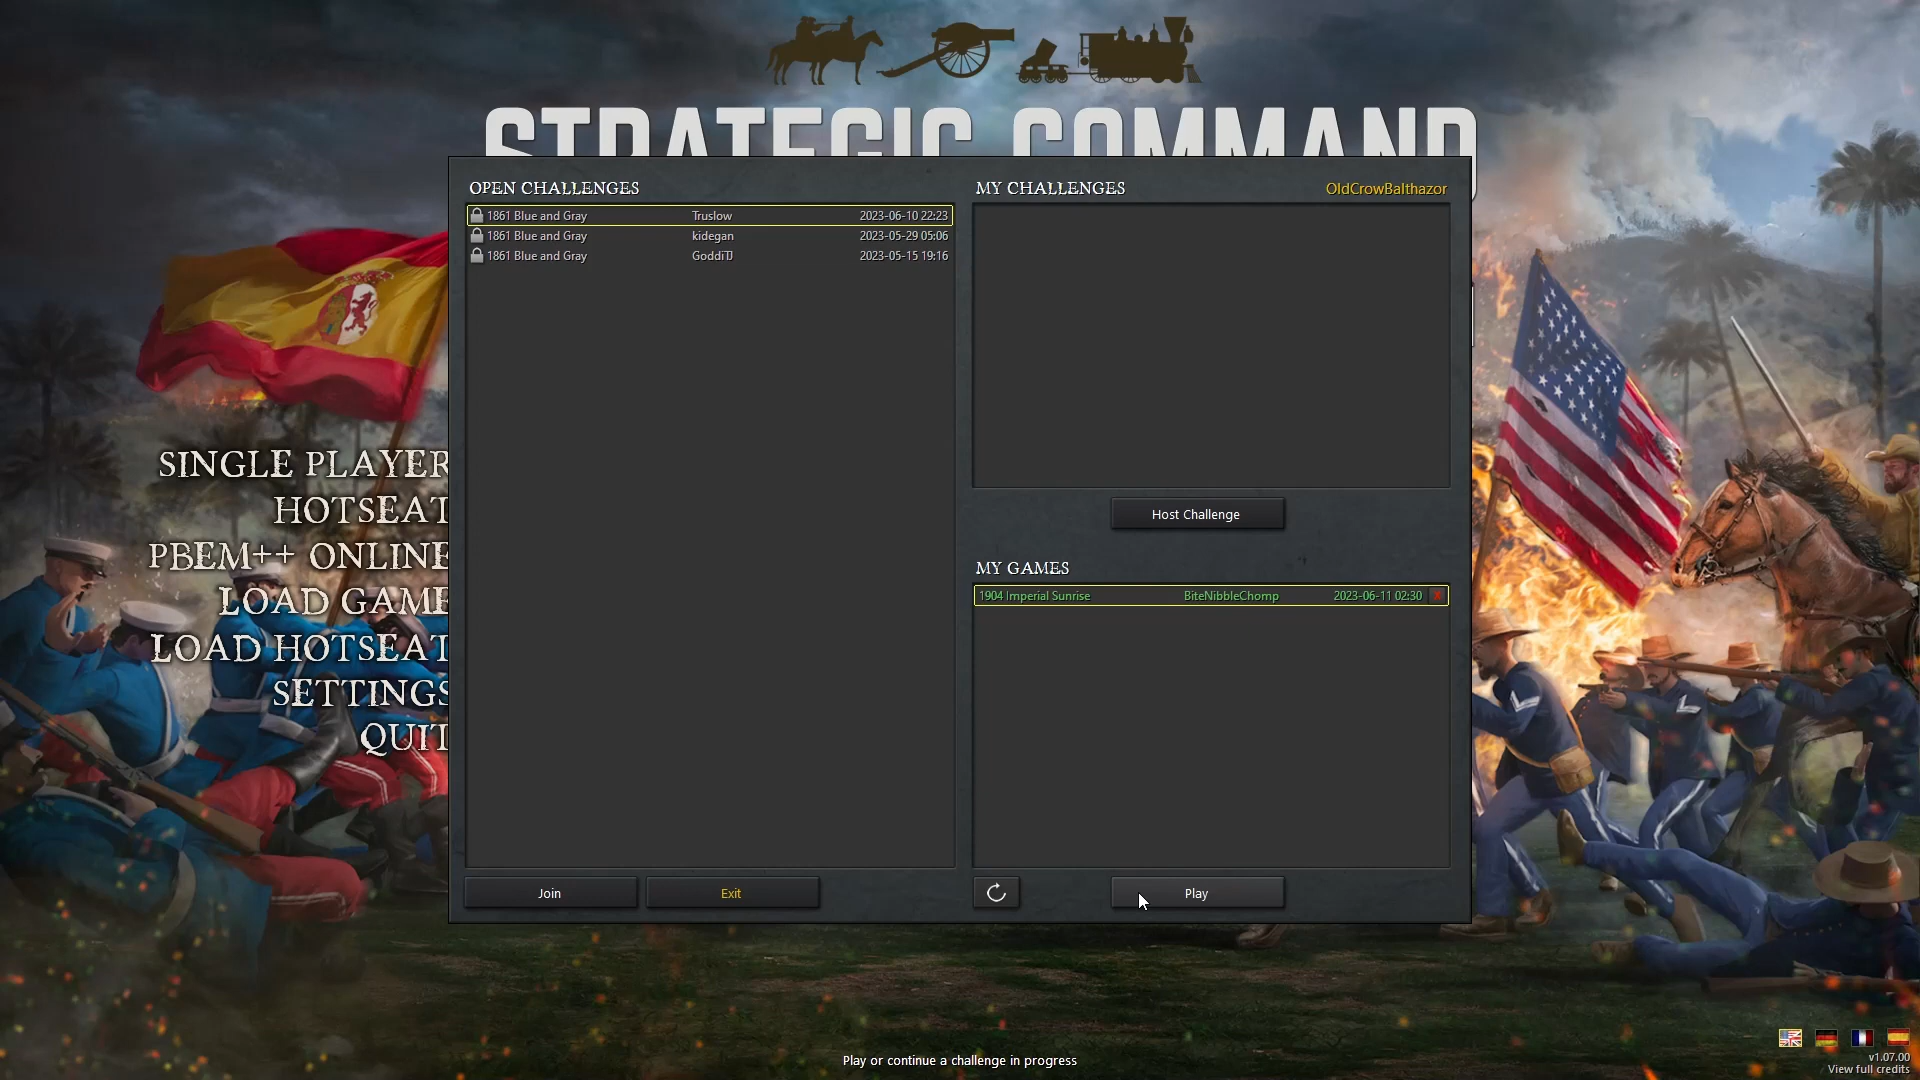 STRATEGIC COMMAND
OPEN CHALLENGES
1861 Blue and Gray Truslow 2023-06-10 22:23
1861 Blue and Gray kidegan 2023-05-29 05:06
1861 Blue and Gray GoddiTJ 2023-05-15 19:16
MY CHALLENGES OldCrowBalthazor
Host Challenge
MY GAMES
1904 Imperial Sunrise BiteNibbleChomp 2023-06-11 02:30 X
SINGLE PLAYER
HOTSEAT
PBEM++ ONLINE
LOAD GAME
LOAD HOTSEAT
SETTINGS
QUIT
Join
Exit
Play
Play or continue a challenge in progress
v1.07.00
View full credits